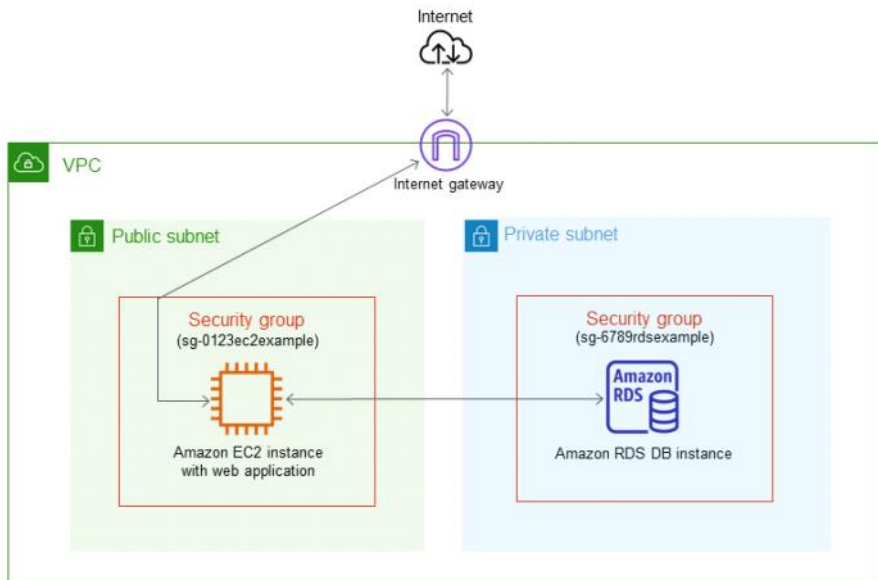 Internet
VPC
Internet gateway
Public subnet
Private subnet
Security group
(sg-0123ec2example)
Amazon EC2 instance
with web application
Security group
(sg-6789rdsexample)
Amazon
RDS
Amazon RDS DB instance